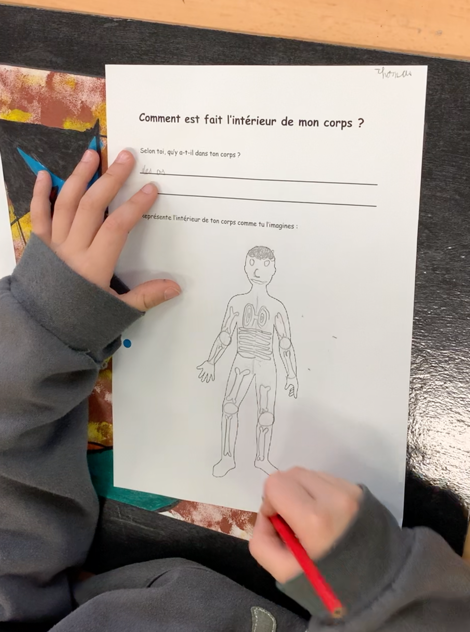 Thomas
Comment est fait l'intérieur de mon corps ?
Selon toi, qu'y a-t-il dans ton corps ?
des os
représente l'intérieur de ton corps comme tu l'imagines :